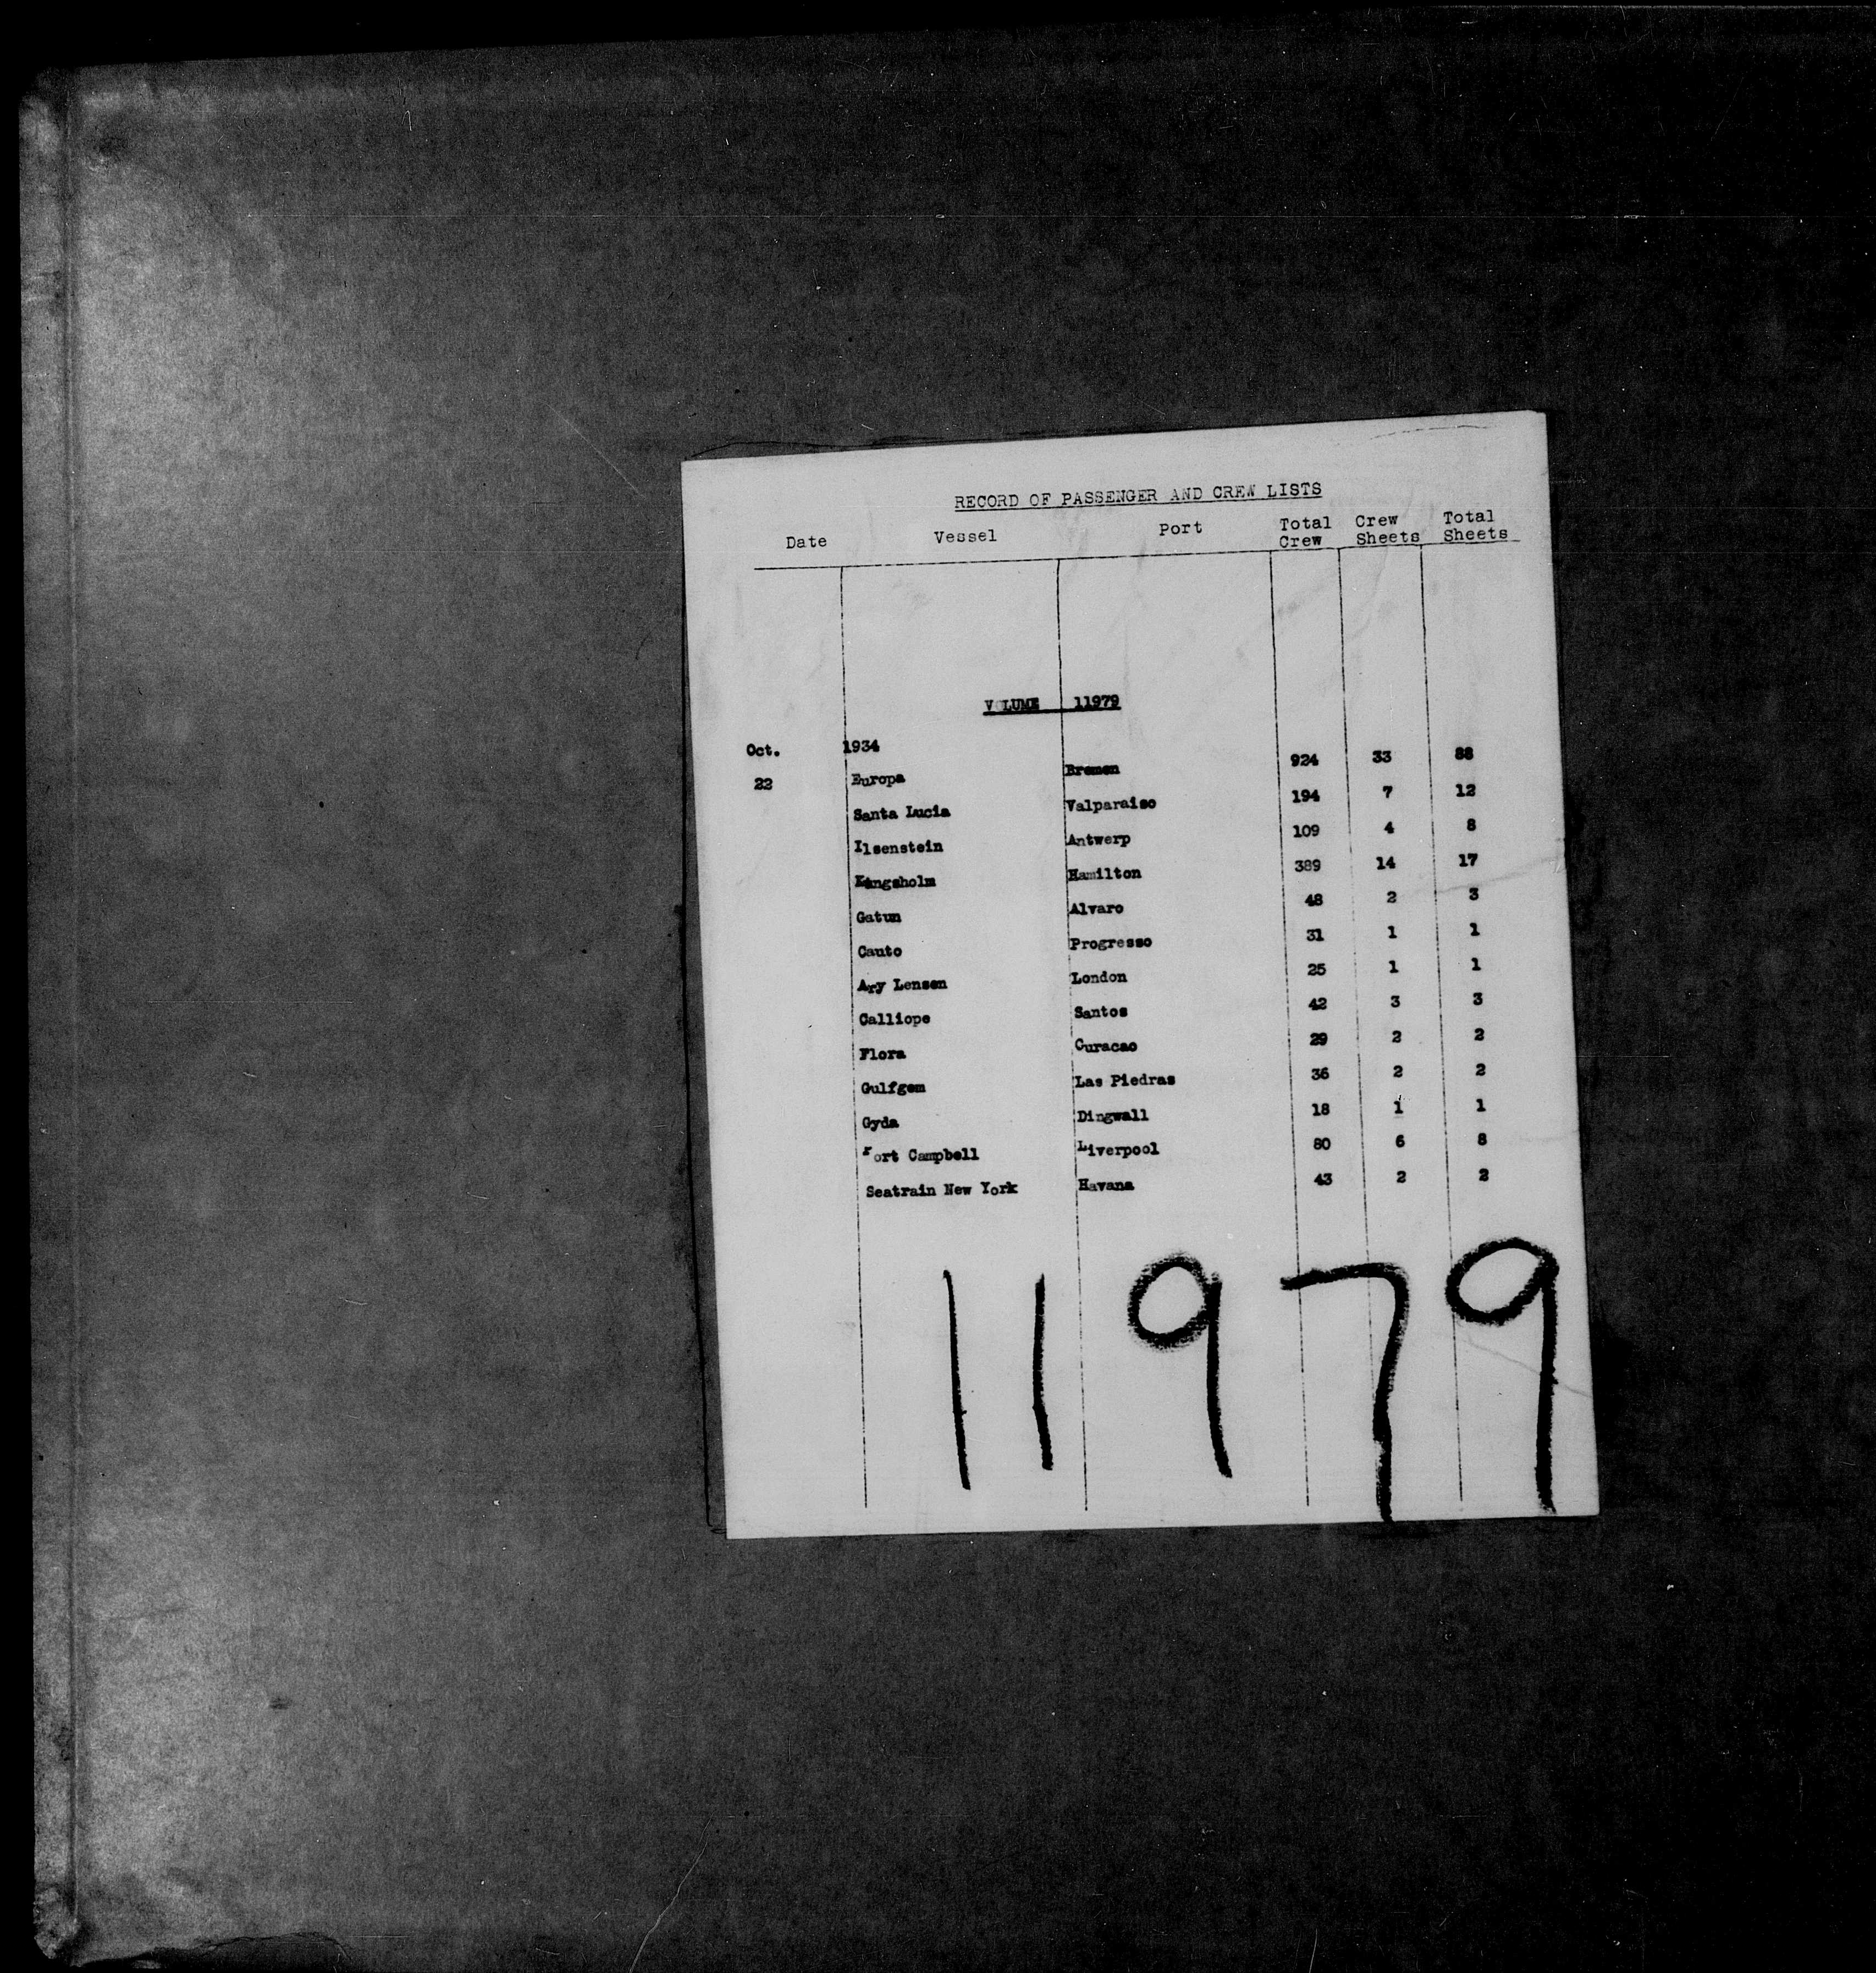 RECORD OF PASSENGER AND CREW LISTS
Date Vessel Port Total Crew Crew Sheets Total Sheets
VOLUME 11979
Oct. 1934
22 Europa Bremen 924 33 88
Santa Lucia Valparaiso 194 7 12
Ilsenstein Antwerp 109 4 8
Kungsholm Hamilton 389 14 17
Gatun Alvaro 48 2 3
Cauto Progresso 31 1 1
Ary Lensen London 25 1 1
Calliope Santos 42 3 3
Flora Curacao 29 2 2
Gulfgem Las Piedras 36 2 2
Gyda Dingwall 18 1 1
Fort Campbell Liverpool 80 6 8
Seatrain New York Havana 43 2 2
11979